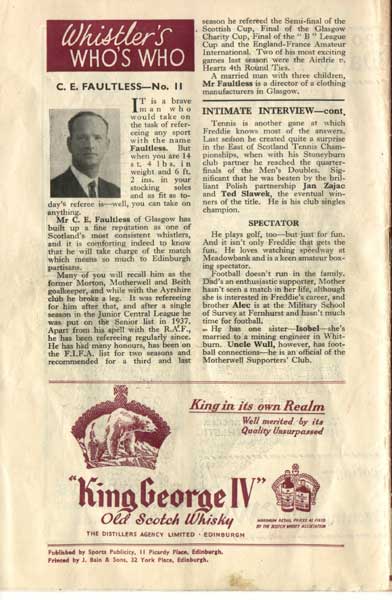 Whistler's
WHO'S WHO
C. E. FAULTLESS—No. 11
IT is a brave
man who
would take on
the task of refer-
eeing any sport
with the name
Faultless. But
when you are 14
st. 4 lbs. in
weight and 6 ft.
2 ins. in your
stocking soles
and as fit as to-
day's referee is—well, you can take on
anything.
Mr C. E. Faultless of Glasgow has
built up a fine reputation as one of
Scotland's most consistent whistlers,
and it is comforting indeed to know
that he will take charge of the match
which means so much to Edinburgh
partisans.
Many of you will recall him as the
former Morton, Motherwell and Beith
goalkeeper, and while with the Ayrshire
club he broke a leg. It was refereeing
for him after that, and after a single
season in the Junior Central League he
was put on the Senior list in 1937.
Apart from his spell with the R.A.F.,
he has been refereeing regularly since.
He has had many honours, has been on
the F.I.F.A. list for two seasons and
recommended for a third and last
season he refereed the Semi-final of the
Scottish Cup, Final of the Glasgow
Charity Cup, Final of the "B" League
Cup and the England-France Amateur
International. Two of his most exciting
games last season were the Airdrie v.
Hearts 4th Round Ties.
A married man with three children,
Mr Faultless is a director of a clothing
manufacturers in Glasgow.
INTIMATE INTERVIEW—cont.
Tennis is another game at which
Freddie knows most of the answers.
Last season he created quite a surprise
in the East of Scotland Tennis Cham-
pionships, when with his Stoneyburn
club partner he reached the quarter-
finals of the Men's Doubles. Sig-
nificant that he was beaten by the bril-
liant Polish partnership Jan Zajac
and Ted Slawek, the eventual win-
ners of the title. He is his club singles
champion.
SPECTATOR
He plays golf, too—but just for fun.
And it isn't only Freddie that gets the
fun. He loves watching speedway at
Meadowbank and is a keen amateur box-
ing spectator.
Football doesn't run in the family.
Dad's an enthusiastic supporter, Mother
hasn't seen a match in her life, although
she is interested in Freddie's career, and
brother Alec is at the Military School
of Survey at Fernhurst and hasn't much
time for football.
He has one sister—Isobel—she's
married to a mining engineer in Whit-
burn. Uncle Wull, however, has foot-
ball connections—he is an official of the
Motherwell Supporters' Club.
King in its own Realm
Well merited by its
Quality Unsurpassed
"King George IV"
Old Scotch Whisky
THE DISTILLERS AGENCY LIMITED · EDINBURGH
MAXIMUM RETAIL PRICES AS FIXED
BY THE SCOTCH WHISKY ASSOCIATION
Published by Sports Publicity, 11 Picardy Place, Edinburgh.
Printed by J. Bain & Sons, 32 York Place, Edinburgh.